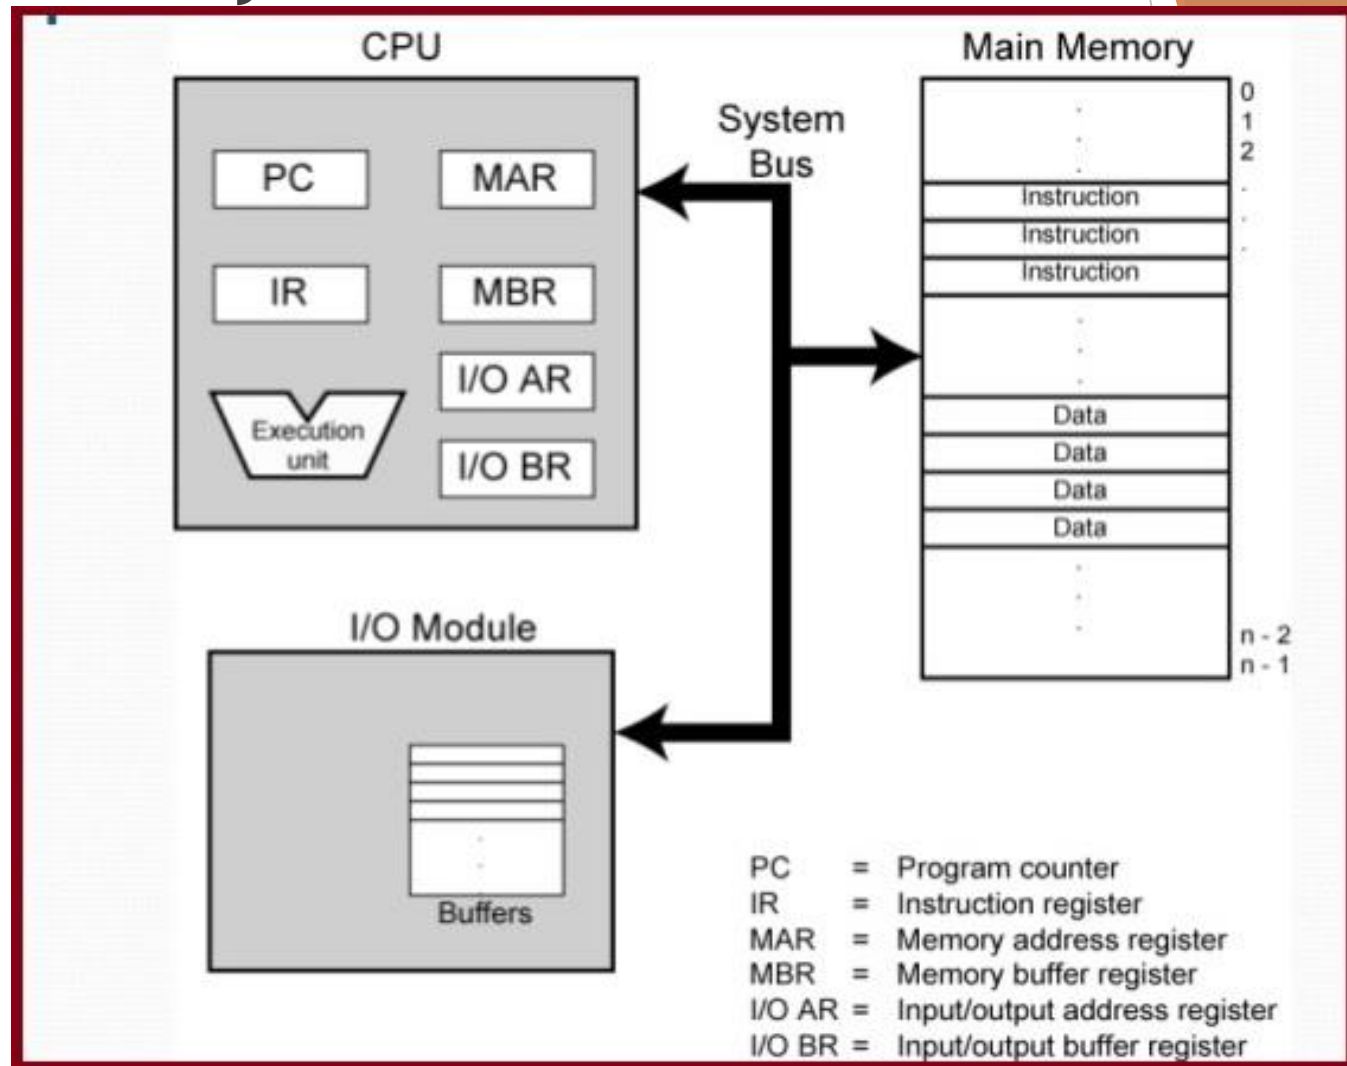 CPU
Main Memory
System
Bus
PC
MAR
IR
MBR
I/O AR
I/O BR
Execution
unit
0
1
2
Instruction
Instruction
Instruction
Data
Data
Data
Data
n - 2
n - 1
I/O Module
Buffers
PC = Program counter
IR = Instruction register
MAR = Memory address register
MBR = Memory buffer register
I/O AR = Input/output address register
I/O BR = Input/output buffer register